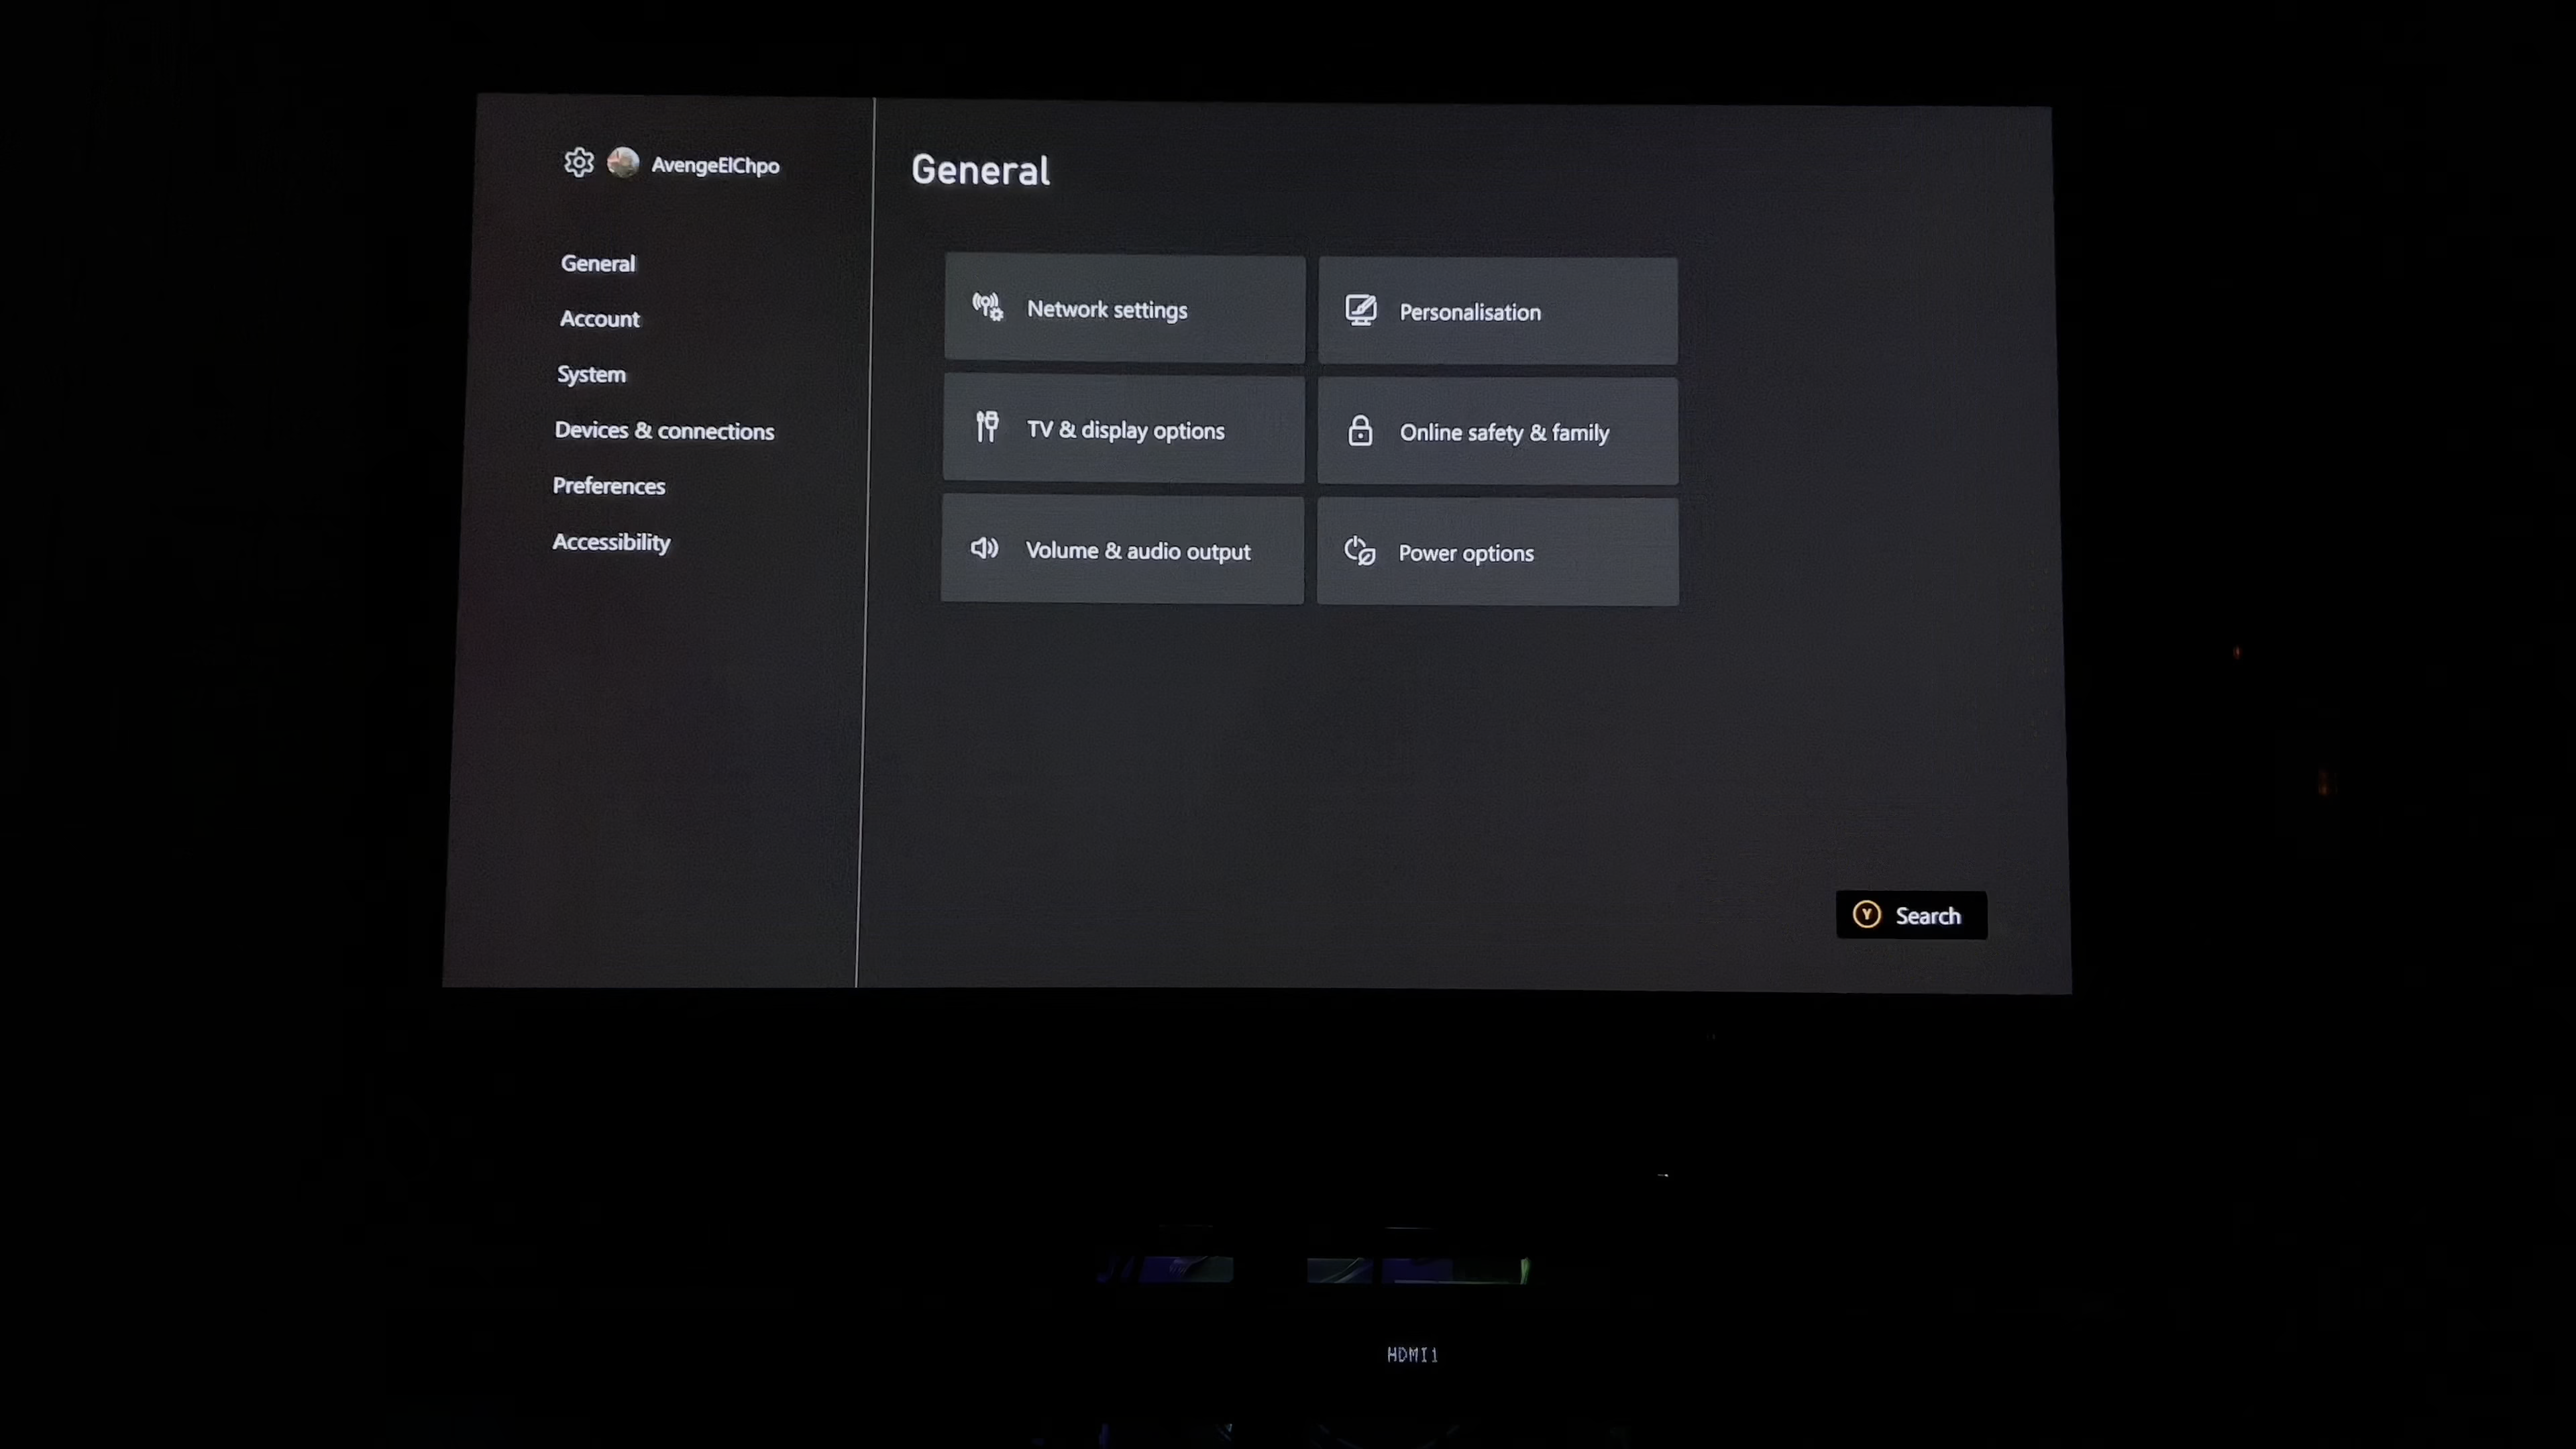 AvengeElChpo
General
Account
System
Devices & connections
Preferences
Accessibility
General
Network settings
Personalisation
TV & display options
Online safety & family
Volume & audio output
Power options
Y Search
HDMI1